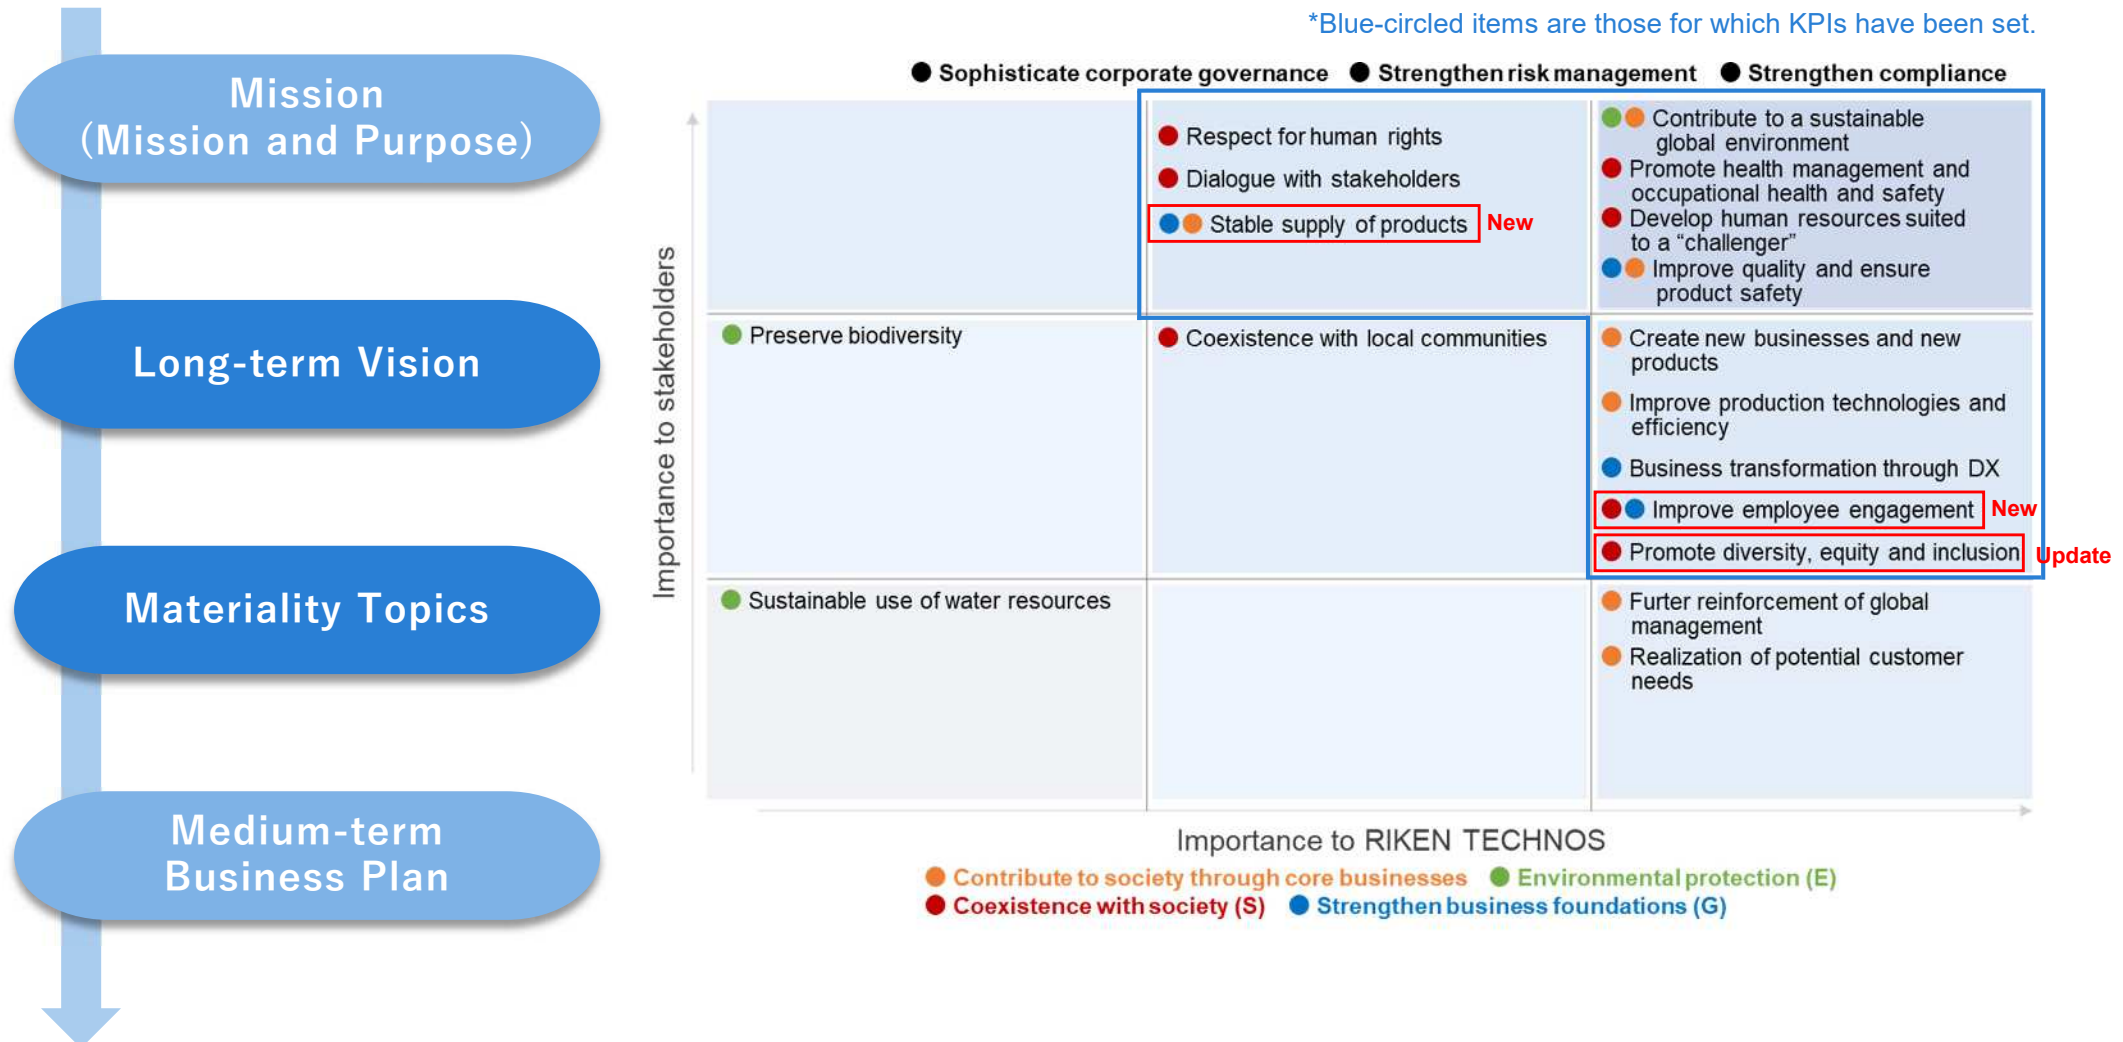 *Blue-circled items are those for which KPIs have been set.
Mission
(Mission and Purpose)
Long-term Vision
Materiality Topics
Medium-term
Business Plan
Sophisticate corporate governance Strengthen risk management Strengthen compliance
Importance to stakeholders
Respect for human rights
Dialogue with stakeholders
Stable supply of products New
Contribute to a sustainable
global environment
Promote health management and
occupational health and safety
Develop human resources suited
to a “challenger”
Improve quality and ensure
product safety
Preserve biodiversity
Coexistence with local communities
Create new businesses and new
products
Improve production technologies and
efficiency
Business transformation through DX
Improve employee engagement New
Promote diversity, equity and inclusion Update
Sustainable use of water resources
Furter reinforcement of global
management
Realization of potential customer
needs
Importance to RIKEN TECHNOS
Contribute to society through core businesses Environmental protection (E)
Coexistence with society (S) Strengthen business foundations (G)